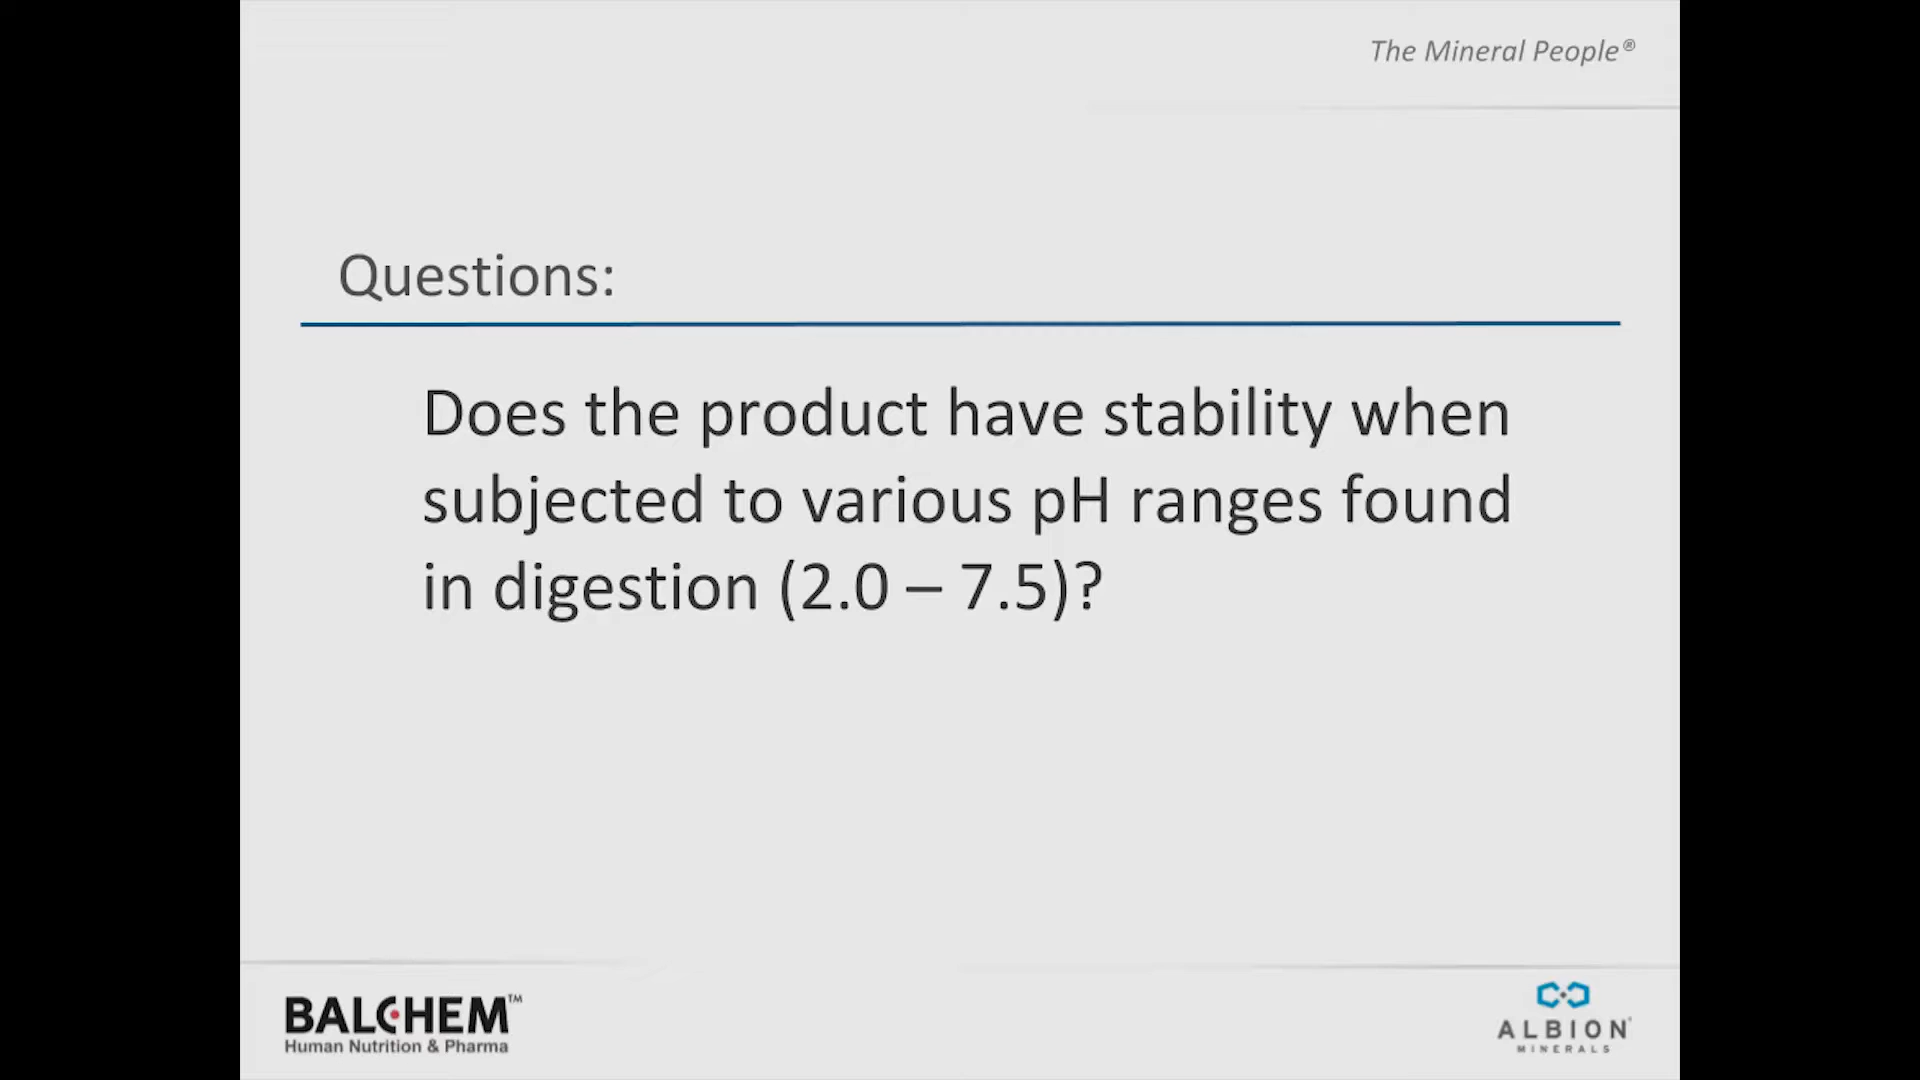 The Mineral People®
Questions:
Does the product have stability when
subjected to various pH ranges found
in digestion (2.0 – 7.5)?
BALCHEM™
Human Nutrition & Pharma
ALBION®
MINERALS